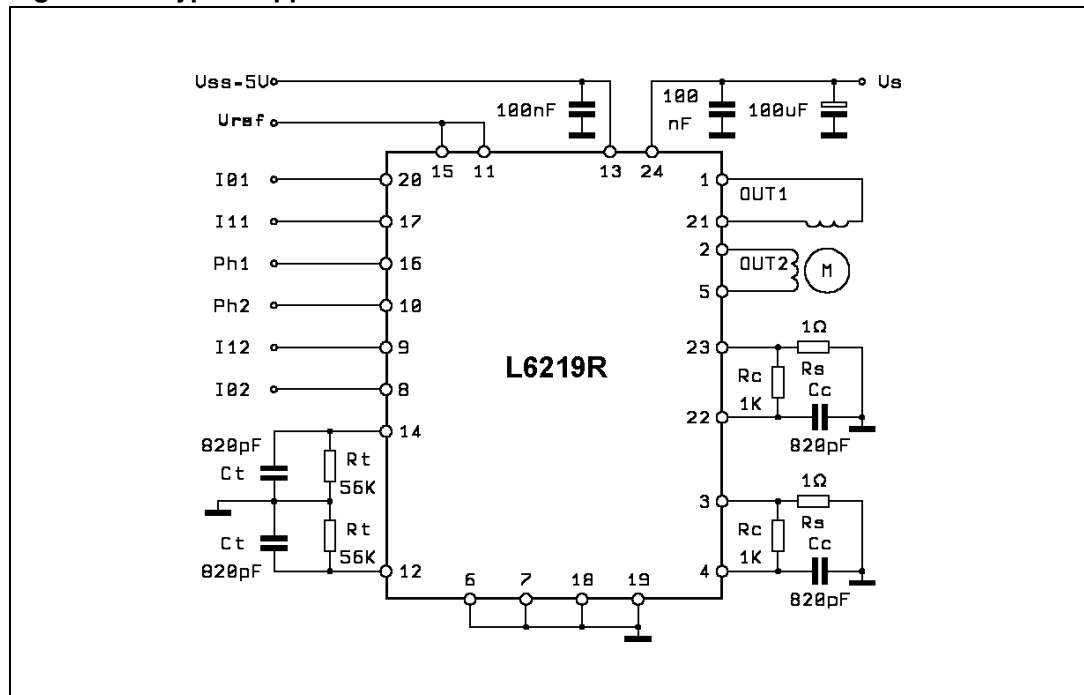 Vss-5V
Vs
100nF
100
nF
100uF
Vref
15
11
13
24
I01
20
1
OUT1
I11
17
21
2
Ph1
16
OUT2
M
Ph2
10
5
I12
9
23
1Ω
L6219R
Rc
Rs
I02
8
1K
Cc
14
22
820pF
820pF
Ct
Rt
56K
3
1Ω
Ct
Rt
Rc
Rs
56K
1K
Cc
820pF
12
4
6
7
18
19
820pF